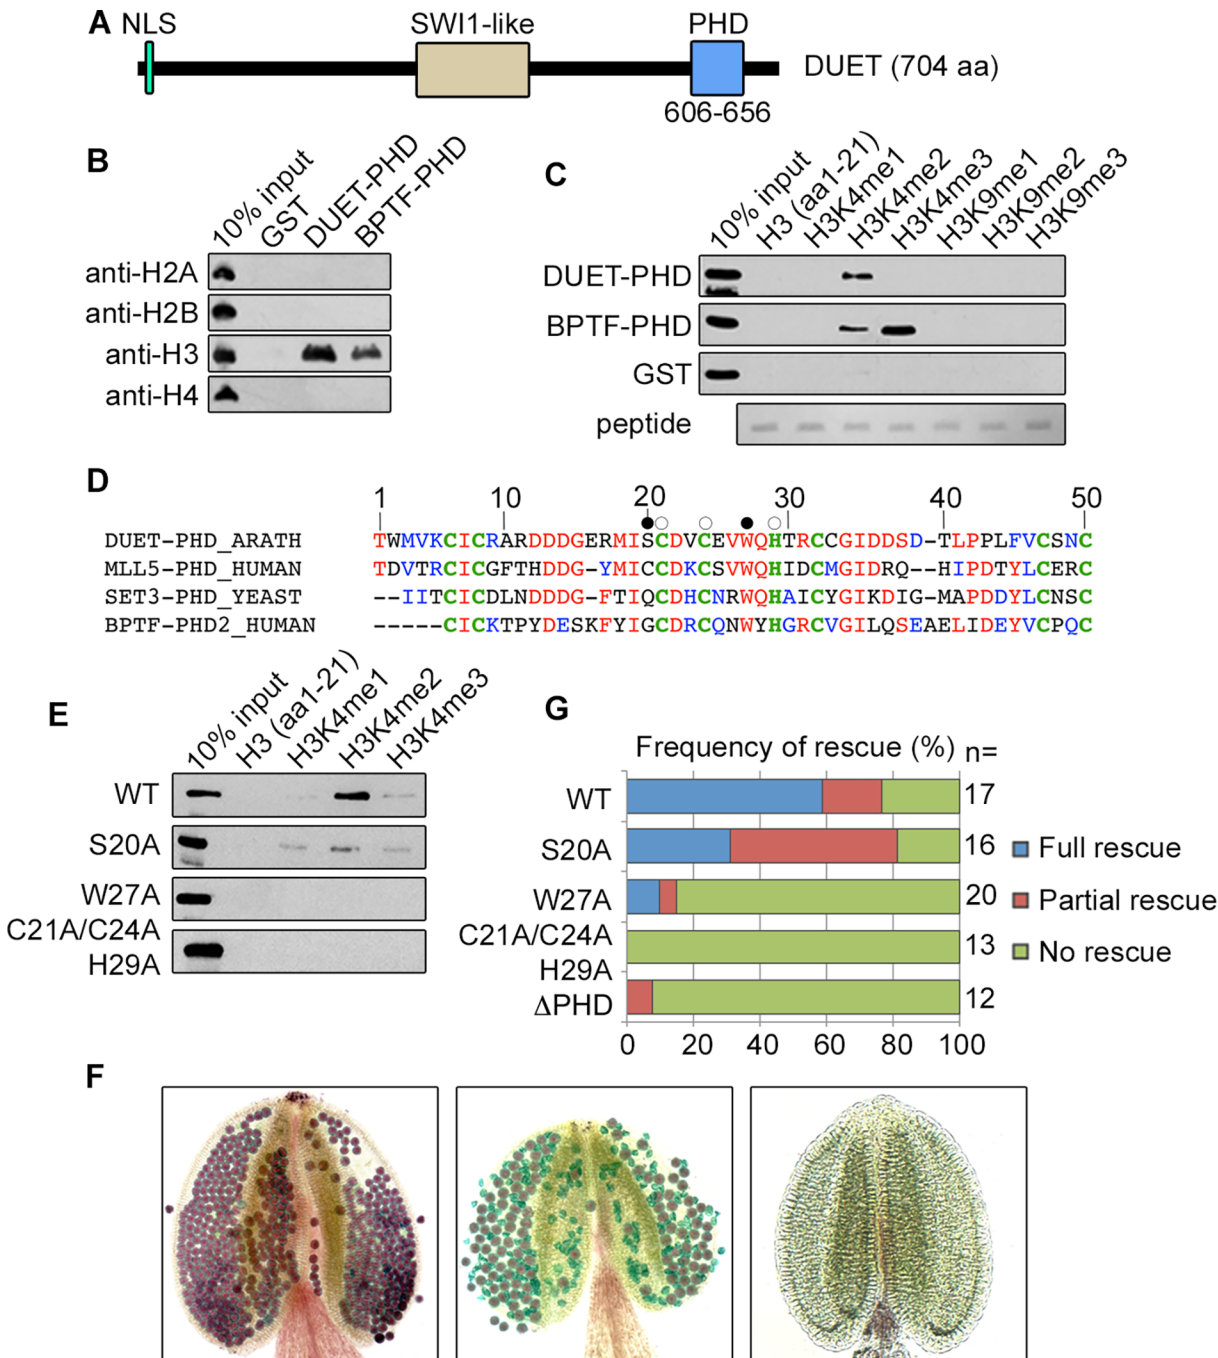 A NLS SWI1-like PHD
DUET (704 aa)
606-656
B 10% input GST DUET-PHD BPTF-PHD
anti-H2A
anti-H2B
anti-H3
anti-H4
C 10% input H3 (aa1-21) H3K4me1 H3K4me2 H3K4me3 H3K9me1 H3K9me2 H3K9me3
DUET-PHD
BPTF-PHD
GST
peptide
D 1 10 20 30 40 50
DUET-PHD_ARATH TWMVKCICRARDDDGERMISCDVCEVWQHTRCCGIDDSD-TLPPLFVCSNC
MLL5-PHD_HUMAN TDVTRCICGFTHDDG-YMICCDKCSVWQHIDCMGIDRQ--HIPDTYLCERC
SET3-PHD_YEAST --IITCICDLNDDDG-FTIQCDHCNRWQHAICYGIKDIG-MAPDDYLCNSC
BPTF-PHD2_HUMAN -----CICKTPYDESKFYIGCDRCQNWYHGRCVGILQSEAELIDEYVCPQC
E 10% input H3 (aa1-21) H3K4me1 H3K4me2 H3K4me3
WT
S20A
W27A
C21A/C24A
H29A
G
Frequency of rescue (%) n=
WT 17
S20A 16
W27A 20
C21A/C24A 13
H29A
ΔPHD 12
0 20 40 60 80 100
Full rescue
Partial rescue
No rescue
F